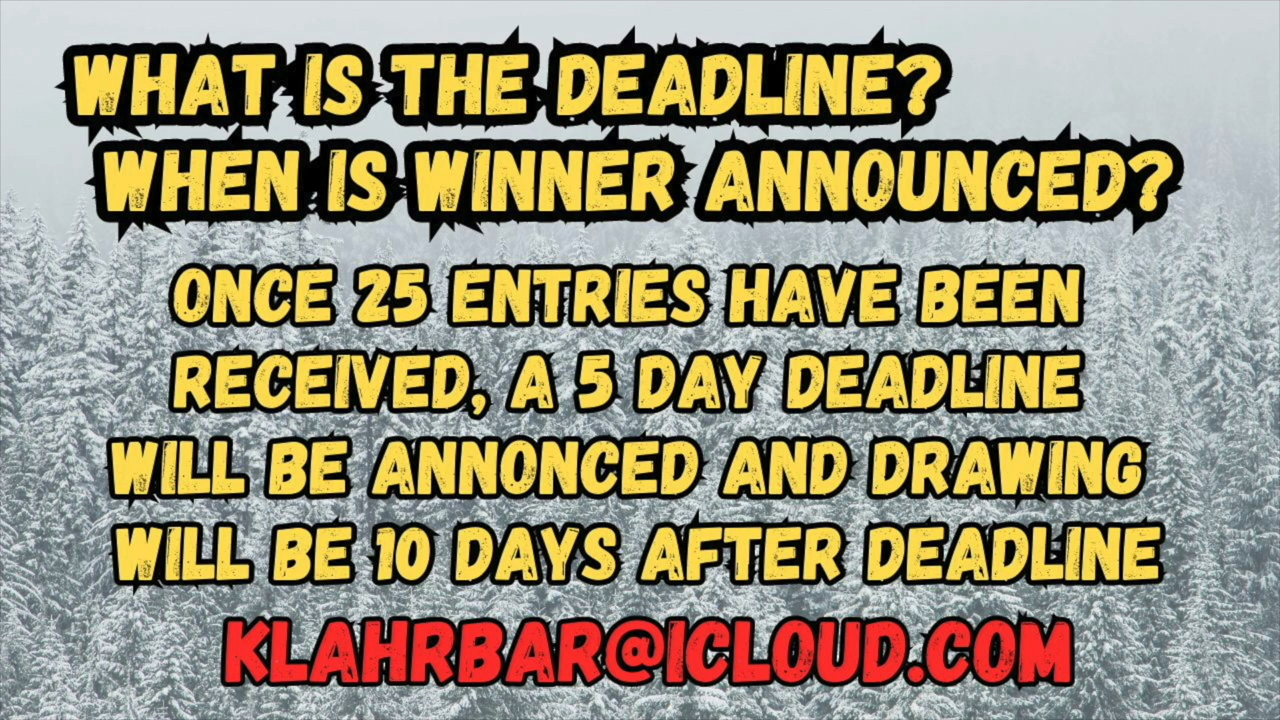 WHAT IS THE DEADLINE?
WHEN IS WINNER ANNOUNCED?
ONCE 25 ENTRIES HAVE BEEN
RECEIVED, A 5 DAY DEADLINE
WILL BE ANNONCED AND DRAWING
WILL BE 10 DAYS AFTER DEADLINE
KLAHRBAR@ICLOUD.COM